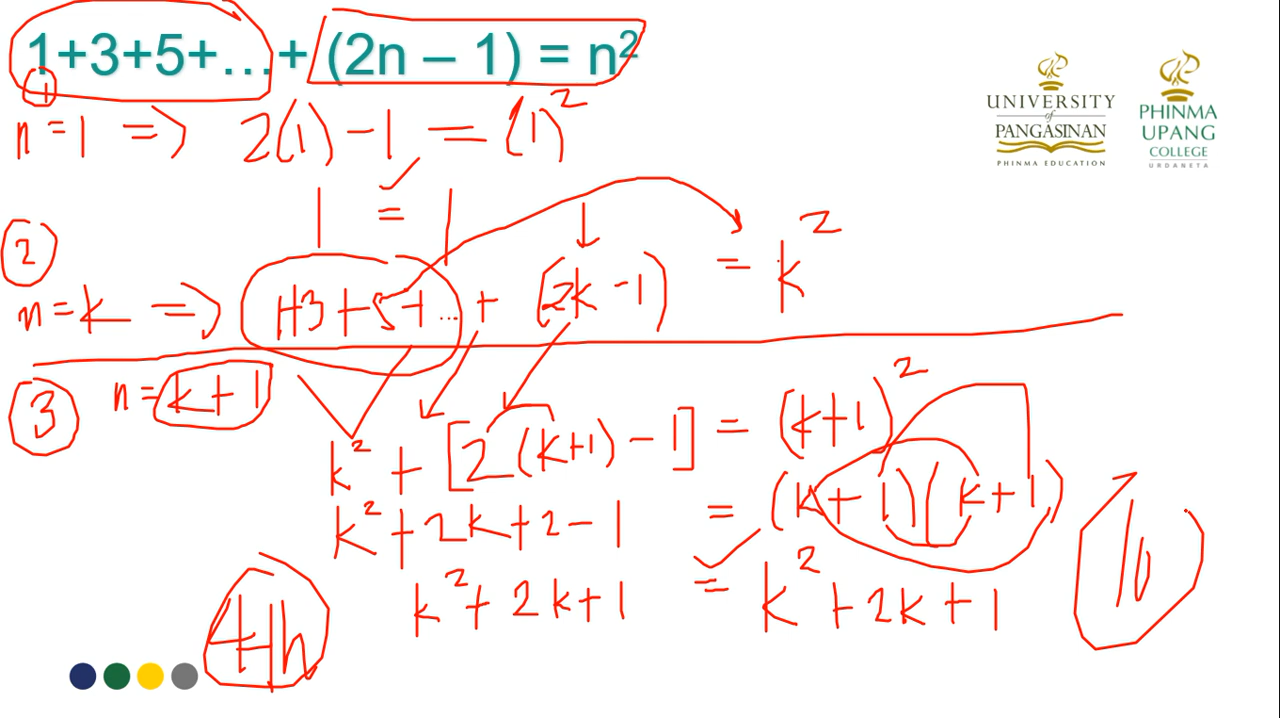 1+3+5+...+ (2n – 1) = n²
1
n=1 => 2(1) -1 = (1)²
1 = 1
UNIVERSITY
of
PANGASINAN
PHINMA EDUCATION
PHINMA
UPANG
COLLEGE
URDANETA
2
n=k => 1+3+5+... + (2k -1) = k²
3 n=k+1
k² + [2(k+1) -1] = (k+1)²
k²+2k+2-1 = (k+1)(k+1)
k²+2k+1 = k²+2k+1
4th